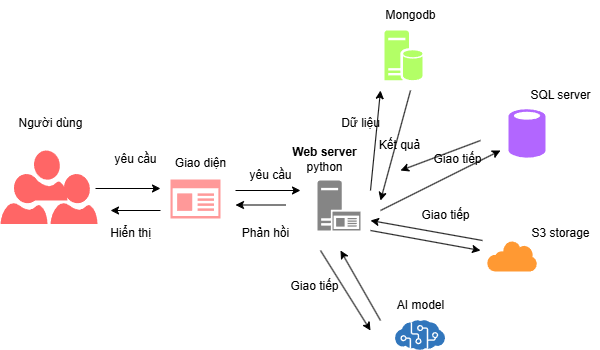 Mongodb
SQL server
Người dùng
Dữ liệu
Kết quả
Web server
python
Giao tiếp
yêu cầu
Giao diện
yêu cầu
Giao tiếp
Hiển thị
Phản hồi
S3 storage
Giao tiếp
AI model